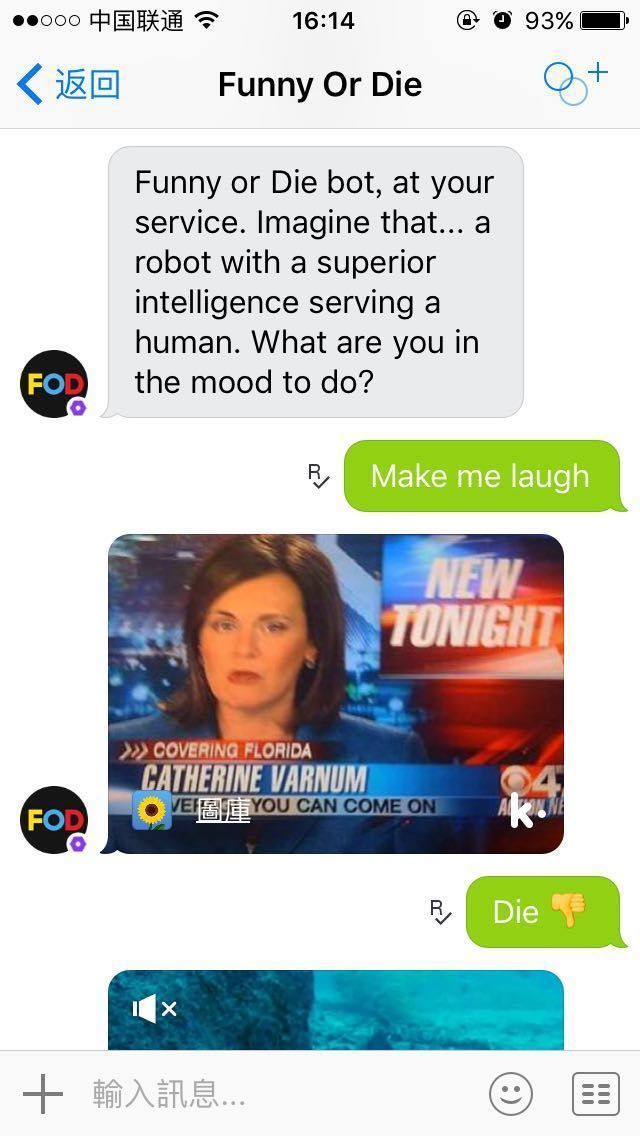 中国联通
16:14
93%
返回
Funny Or Die
Funny or Die bot, at your
service. Imagine that... a
robot with a superior
intelligence serving a
human. What are you in
the mood to do?
FOD
R
Make me laugh
NEW
TONIGHT
COVERING FLORIDA
CATHERINE VARNUM
YOU CAN COME ON
4
圖庫
k
FOD
R
Die 👎
輸入訊息...